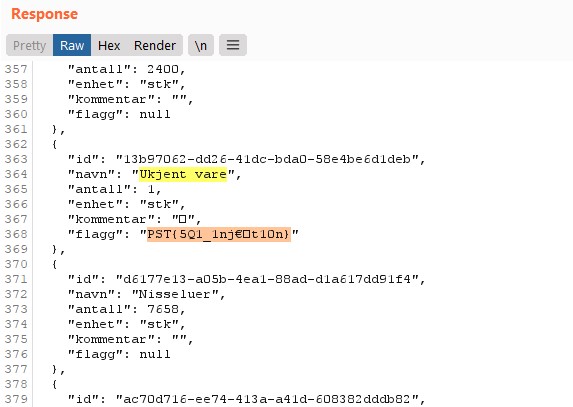 Response
Pretty Raw Hex Render \n
357 "antall": 2400,
358 "enhet": "stk",
359 "kommentar": "",
360 "flagg": null
361 },
362 {
363 "id": "13b97062-dd26-41dc-bda0-58e4be6d1deb",
364 "navn": "Ukjent vare",
365 "antall": 1,
366 "enhet": "stk",
367 "kommentar": "□",
368 "flagg": "PST{5Q1_1nj€□t10n}"
369 },
370 {
371 "id": "d6177e13-a05b-4ea1-88ad-d1a617dd91f4",
372 "navn": "Nisseluer",
373 "antall": 7658,
374 "enhet": "stk",
375 "kommentar": "",
376 "flagg": null
377 },
378 {
379 "id": "ac70d716-ee74-413a-a41d-608382dddb82",